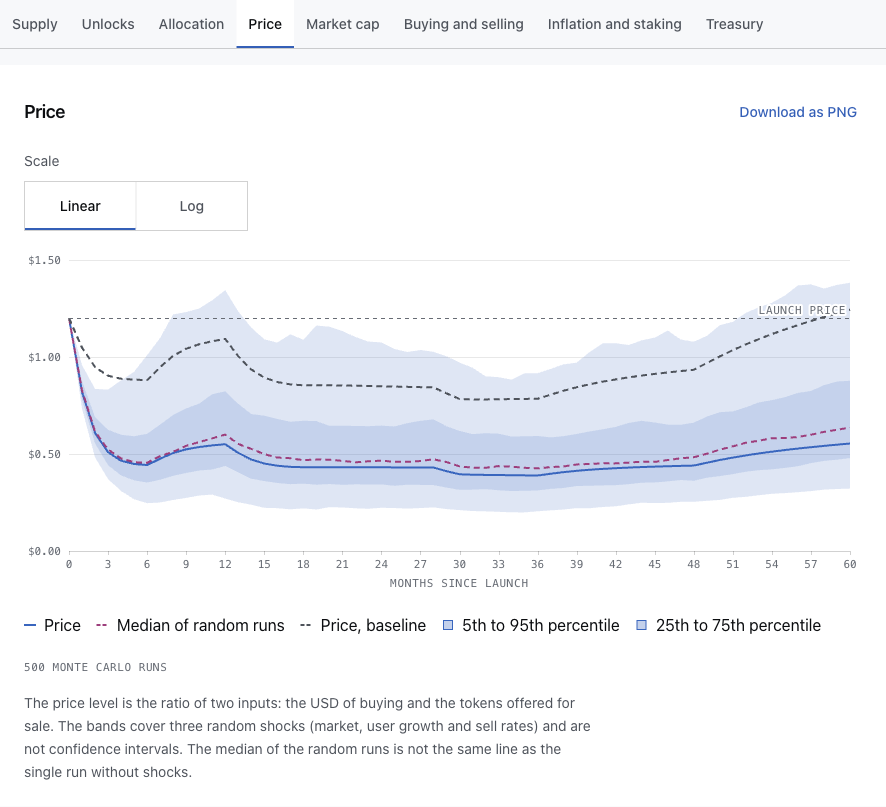 Supply Unlocks Allocation Price Market cap Buying and selling Inflation and staking Treasury
Price
Download as PNG
Scale
Linear Log
$1.50
LAUNCH PRICE
$1.00
$0.50
$0.00
0 3 6 9 12 15 18 21 24 27 30 33 36 39 42 45 48 51 54 57 60
MONTHS SINCE LAUNCH
Price Median of random runs Price, baseline 5th to 95th percentile 25th to 75th percentile
500 MONTE CARLO RUNS
The price level is the ratio of two inputs: the USD of buying and the tokens offered for
sale. The bands cover three random shocks (market, user growth and sell rates) and are
not confidence intervals. The median of the random runs is not the same line as the
single run without shocks.